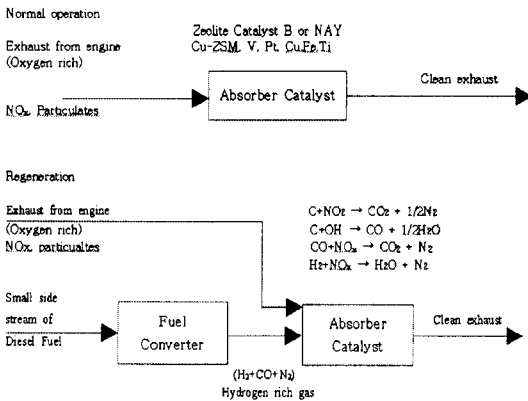 Normal operation
Zeolite Catalyst B or NAY
Cu-ZSM, V, Pt, Cu,Fe,Ti
Exhaust from engine
(Oxygen rich)
Clean exhaust
Absorber Catalyst
NOx, Particulates
Regeneration
Exhaust from engine
(Oxygen rich)
NOx, particualtes
C+NO₂ → CO₂ + 1/2N₂
C+OH → CO + 1/2H₂O
CO+NOx → CO₂ + N₂
H₂+NOx → H₂O + N₂
Small side
stream of
Diesel Fuel
Fuel
Converter
Absorber
Catalyst
Clean exhaust
(H₂+CO+N₂)
Hydrogen rich gas